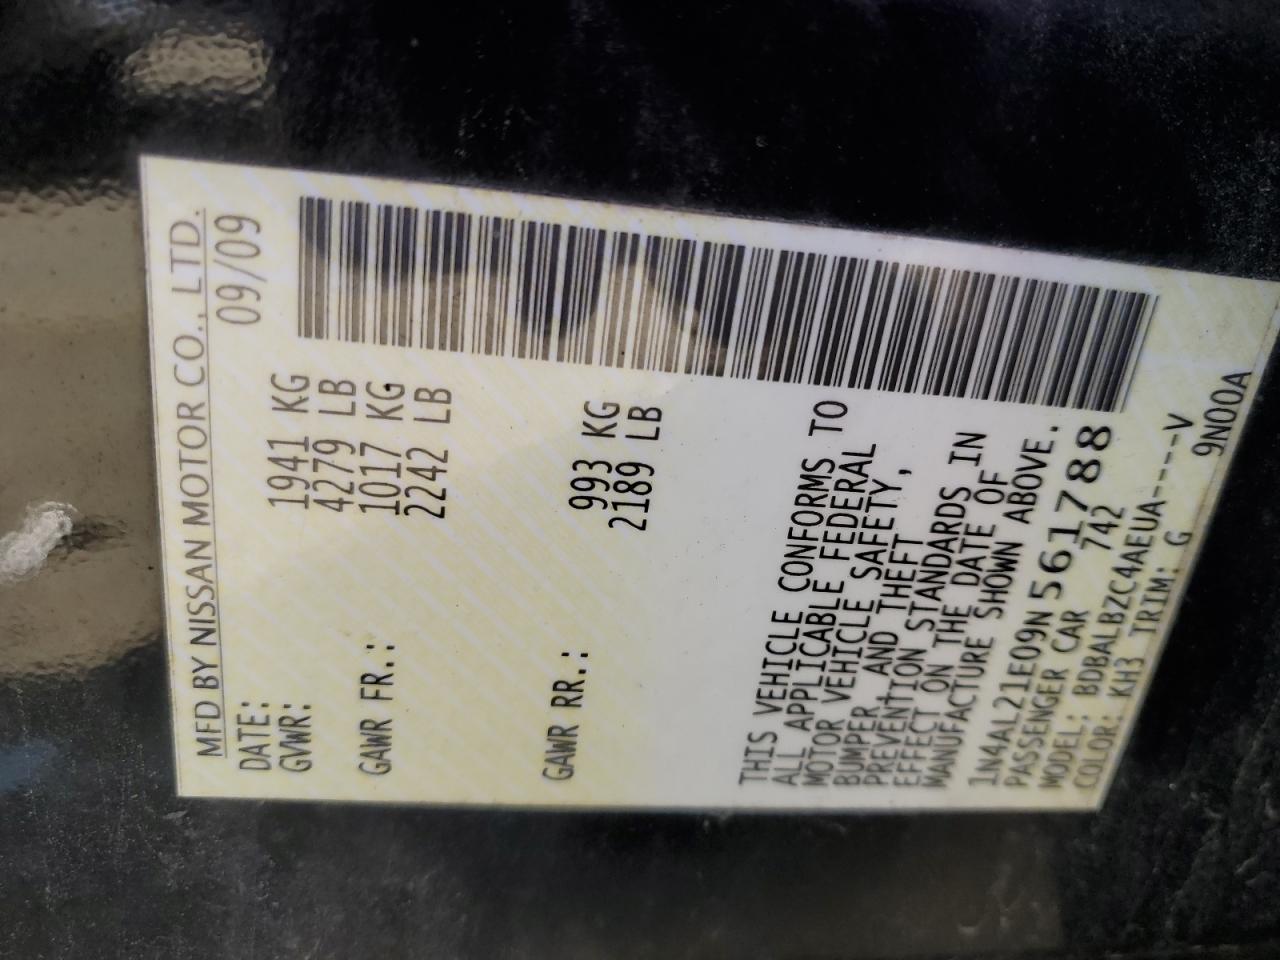 MFD BY NISSAN MOTOR CO., LTD.
DATE: 09/09
GVWR: 1941 KG
4279 LB
GAWR FR.: 1017 KG
2242 LB
GAWR RR.: 993 KG
2189 LB
THIS VEHICLE CONFORMS TO
ALL APPLICABLE FEDERAL
MOTOR VEHICLE SAFETY,
BUMPER, AND THEFT
PREVENTION STANDARDS IN
EFFECT ON THE DATE OF
MANUFACTURE SHOWN ABOVE.
1N4AL21E09N561788
PASSENGER CAR 742
MODEL: BDBALBZC4AEUA-----V
COLOR: KH3 TRIM: G 9N00A